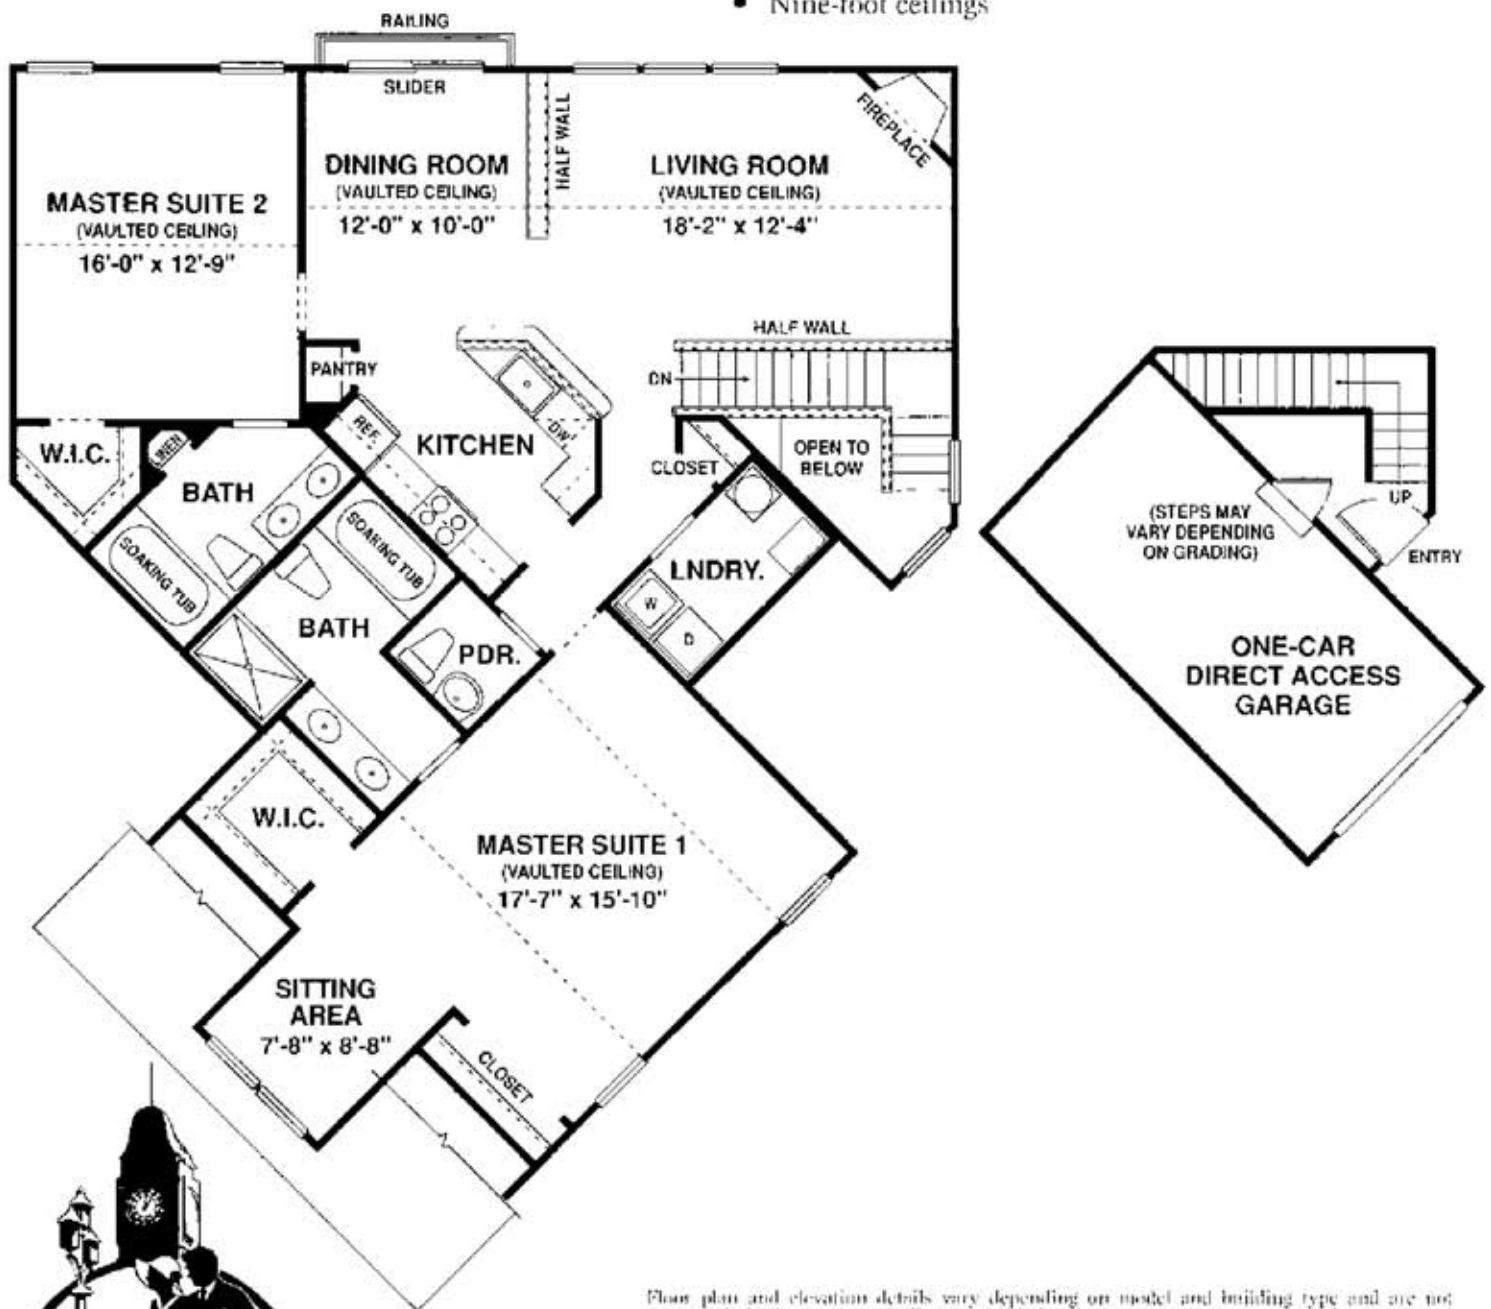 • Nine-foot ceilings
RAILING
SLIDER
HALF WALL
FIREPLACE
DINING ROOM
(VAULTED CEILING)
12'-0" x 10'-0"
LIVING ROOM
(VAULTED CEILING)
18'-2" x 12'-4"
MASTER SUITE 2
(VAULTED CEILING)
16'-0" x 12'-9"
HALF WALL
PANTRY
DN
REF.
KITCHEN
DW
W.I.C.
LINEN
BATH
CLOSET
OPEN TO
BELOW
SOAKING TUB
SOAKING TUB
LNDRY.
W
D
BATH
PDR.
(STEPS MAY
VARY DEPENDING
ON GRADING)
UP
ENTRY
ONE-CAR
DIRECT ACCESS
GARAGE
W.I.C.
MASTER SUITE 1
(VAULTED CEILING)
17'-7" x 15'-10"
SITTING
AREA
7'-8" x 8'-8"
CLOSET
Floor plan and elevation details vary depending on model and building type and are not